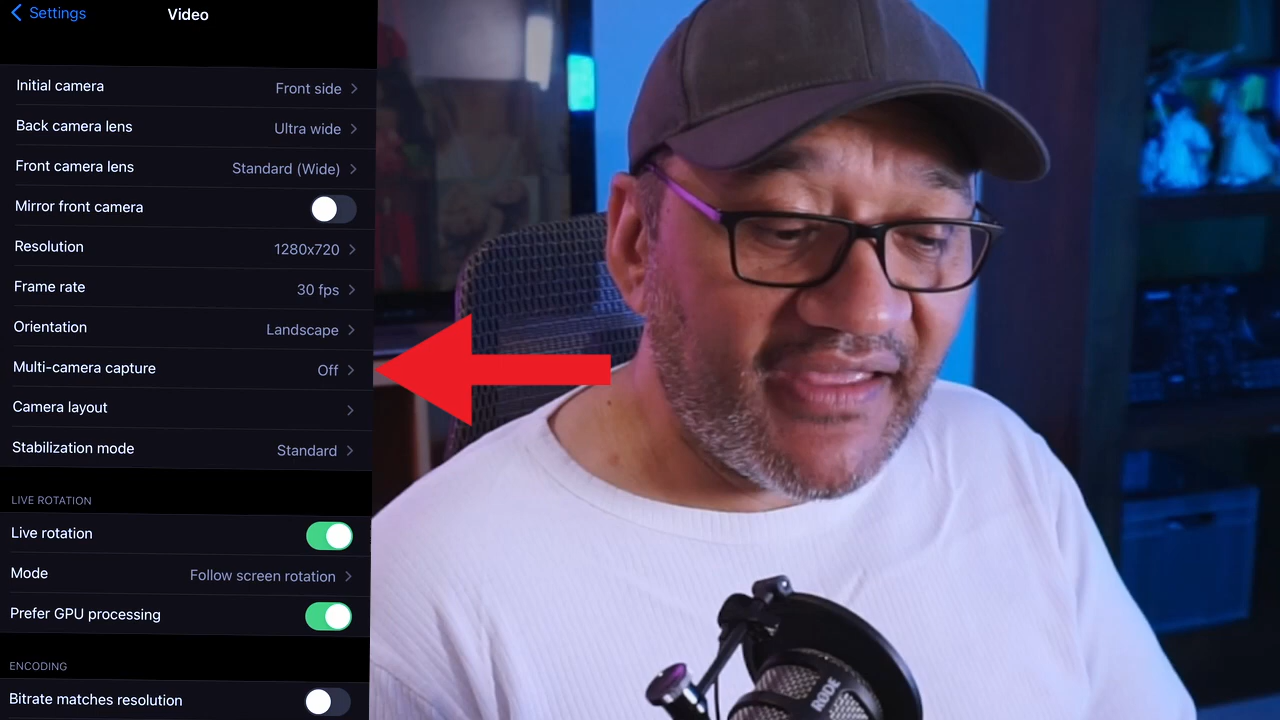 Settings
Video
Initial camera Front side
Back camera lens Ultra wide
Front camera lens Standard (Wide)
Mirror front camera
Resolution 1280x720
Frame rate 30 fps
Orientation Landscape
Multi-camera capture Off
Camera layout
Stabilization mode Standard
LIVE ROTATION
Live rotation
Mode Follow screen rotation
Prefer GPU processing
ENCODING
Bitrate matches resolution
RØDE